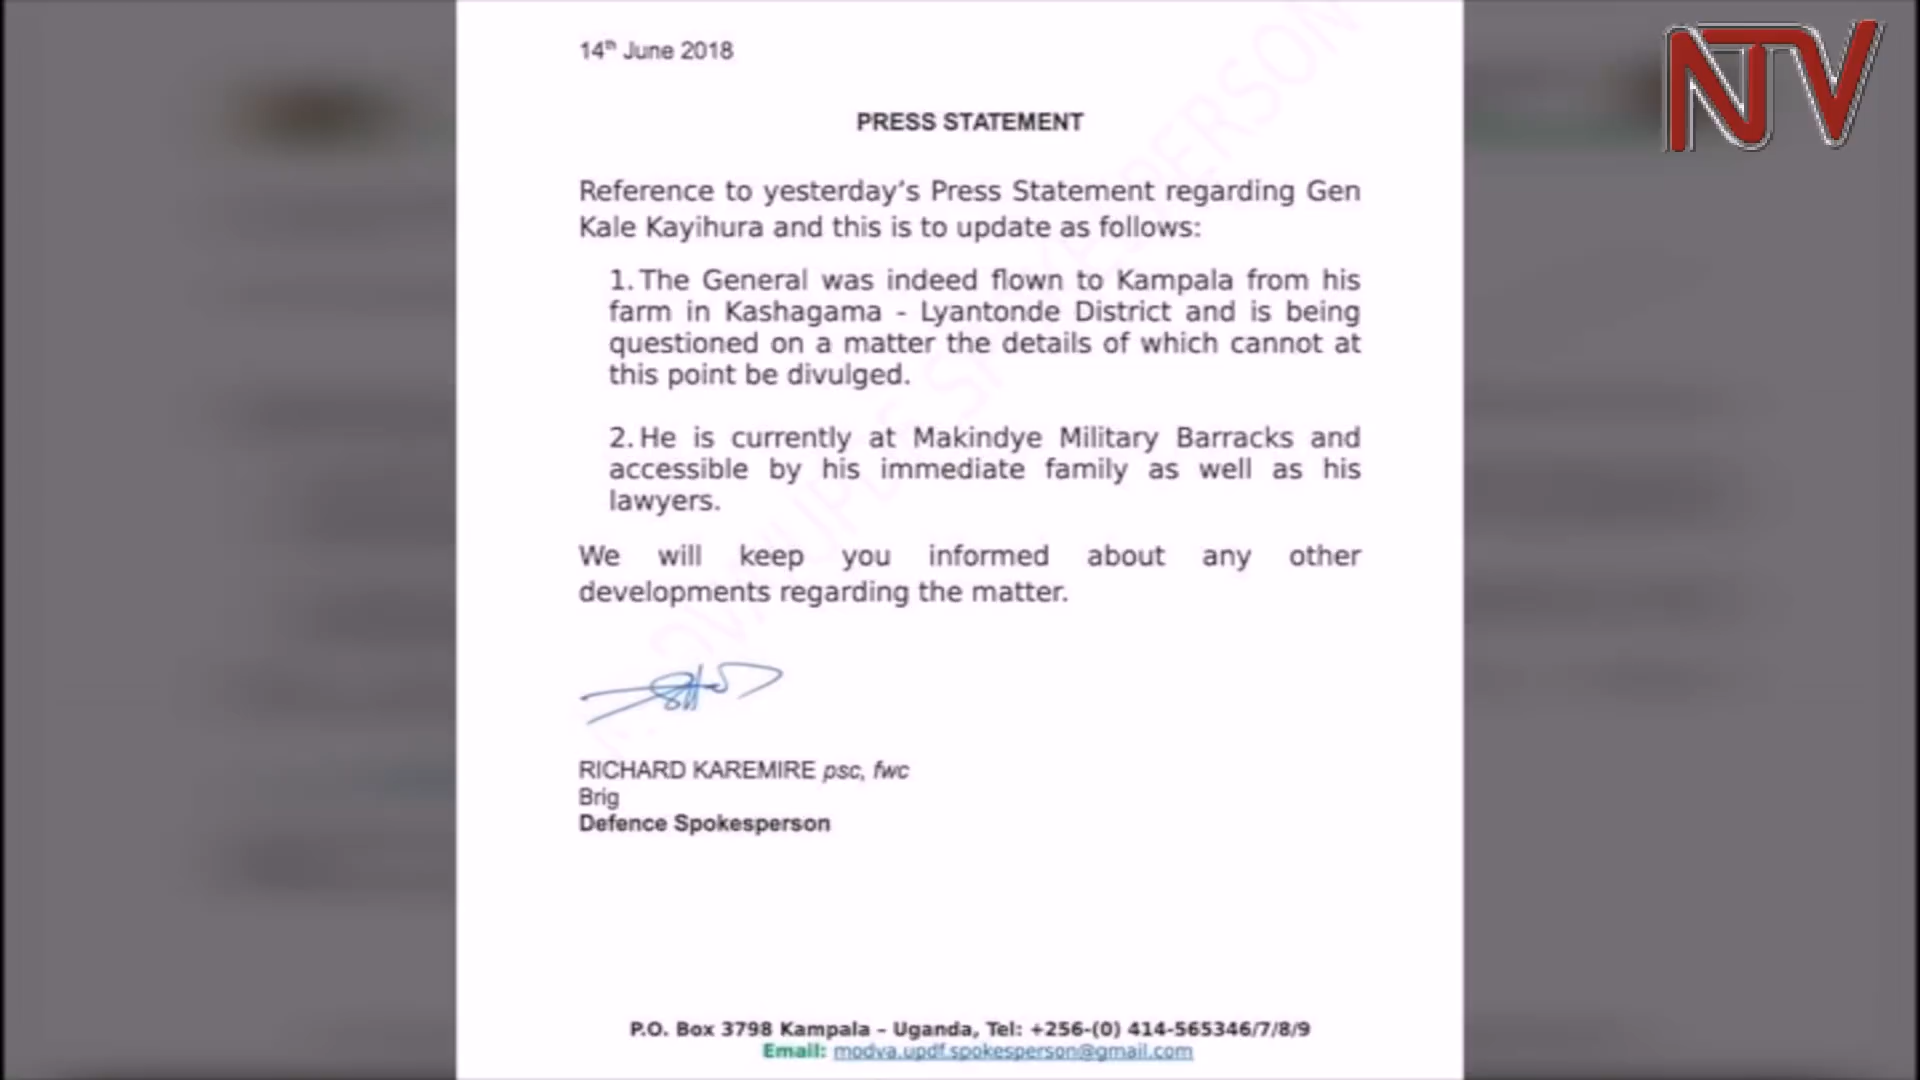 NTV
14th June 2018
PRESS STATEMENT
Reference to yesterday's Press Statement regarding Gen
Kale Kayihura and this is to update as follows:
1. The General was indeed flown to Kampala from his
farm in Kashagama - Lyantonde District and is being
questioned on a matter the details of which cannot at
this point be divulged.
2. He is currently at Makindye Military Barracks and
accessible by his immediate family as well as his
lawyers.
We will keep you informed about any other
developments regarding the matter.
RICHARD KAREMIRE psc, fwc
Brig
Defence Spokesperson
P.O. Box 3798 Kampala – Uganda, Tel: +256-(0) 414-565346/7/8/9
Email: modva.updf.spokesperson@gmail.com